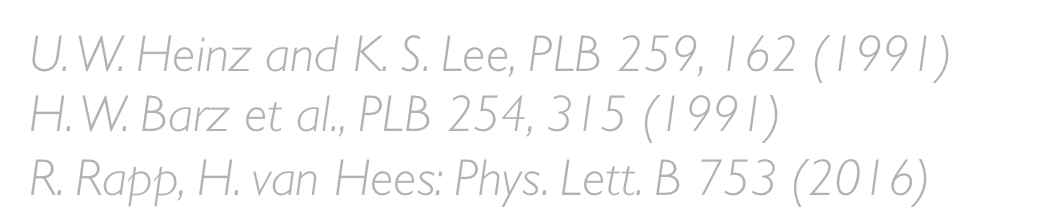 U. W. Heinz and K. S. Lee, PLB 259, 162 (1991)
H. W. Barz et al., PLB 254, 315 (1991)
R. Rapp, H. van Hees: Phys. Lett. B 753 (2016)